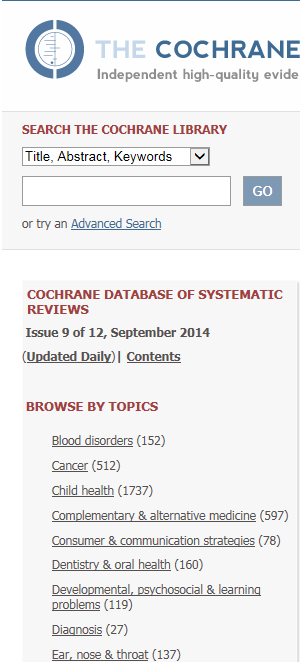 THE COCHRANE
Independent high-quality evide
SEARCH THE COCHRANE LIBRARY
Title, Abstract, Keywords
GO
or try an Advanced Search
COCHRANE DATABASE OF SYSTEMATIC
REVIEWS
Issue 9 of 12, September 2014
(Updated Daily)| Contents
BROWSE BY TOPICS
Blood disorders (152)
Cancer (512)
Child health (1737)
Complementary & alternative medicine (597)
Consumer & communication strategies (78)
Dentistry & oral health (160)
Developmental, psychosocial & learning
problems (119)
Diagnosis (27)
Ear, nose & throat (137)